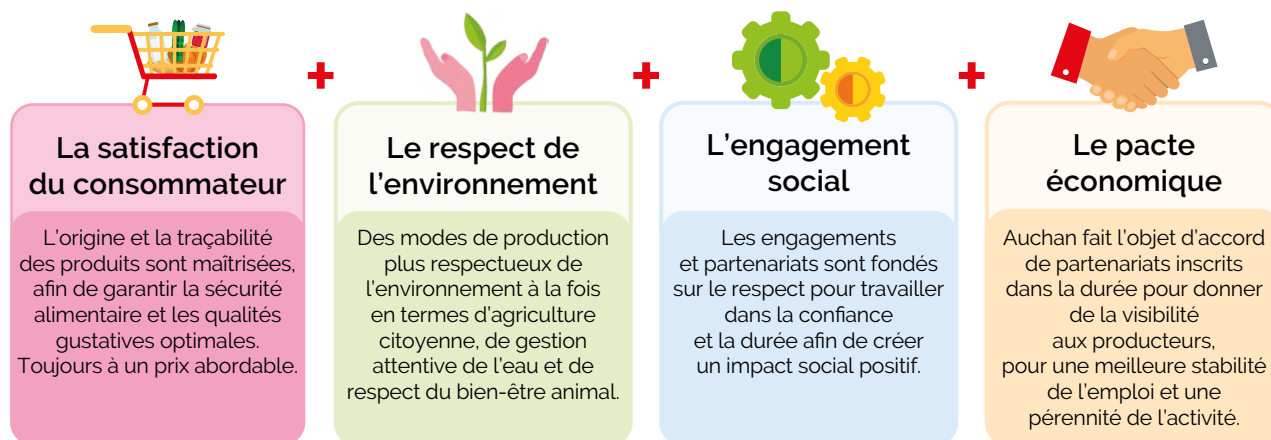 La satisfaction
du consommateur
L'origine et la traçabilité
des produits sont maîtrisées,
afin de garantir la sécurité
alimentaire et les qualités
gustatives optimales.
Toujours à un prix abordable.
Le respect de
l'environnement
Des modes de production
plus respectueux de
l'environnement à la fois
en termes d'agriculture
citoyenne, de gestion
attentive de l'eau et de
respect du bien-être animal.
L'engagement
social
Les engagements
et partenariats sont fondés
sur le respect pour travailler
dans la confiance
et la durée afin de créer
un impact social positif.
Le pacte
économique
Auchan fait l'objet d'accord
de partenariats inscrits
dans la durée pour donner
de la visibilité
aux producteurs,
pour une meilleure stabilité
de l'emploi et une
pérennité de l'activité.